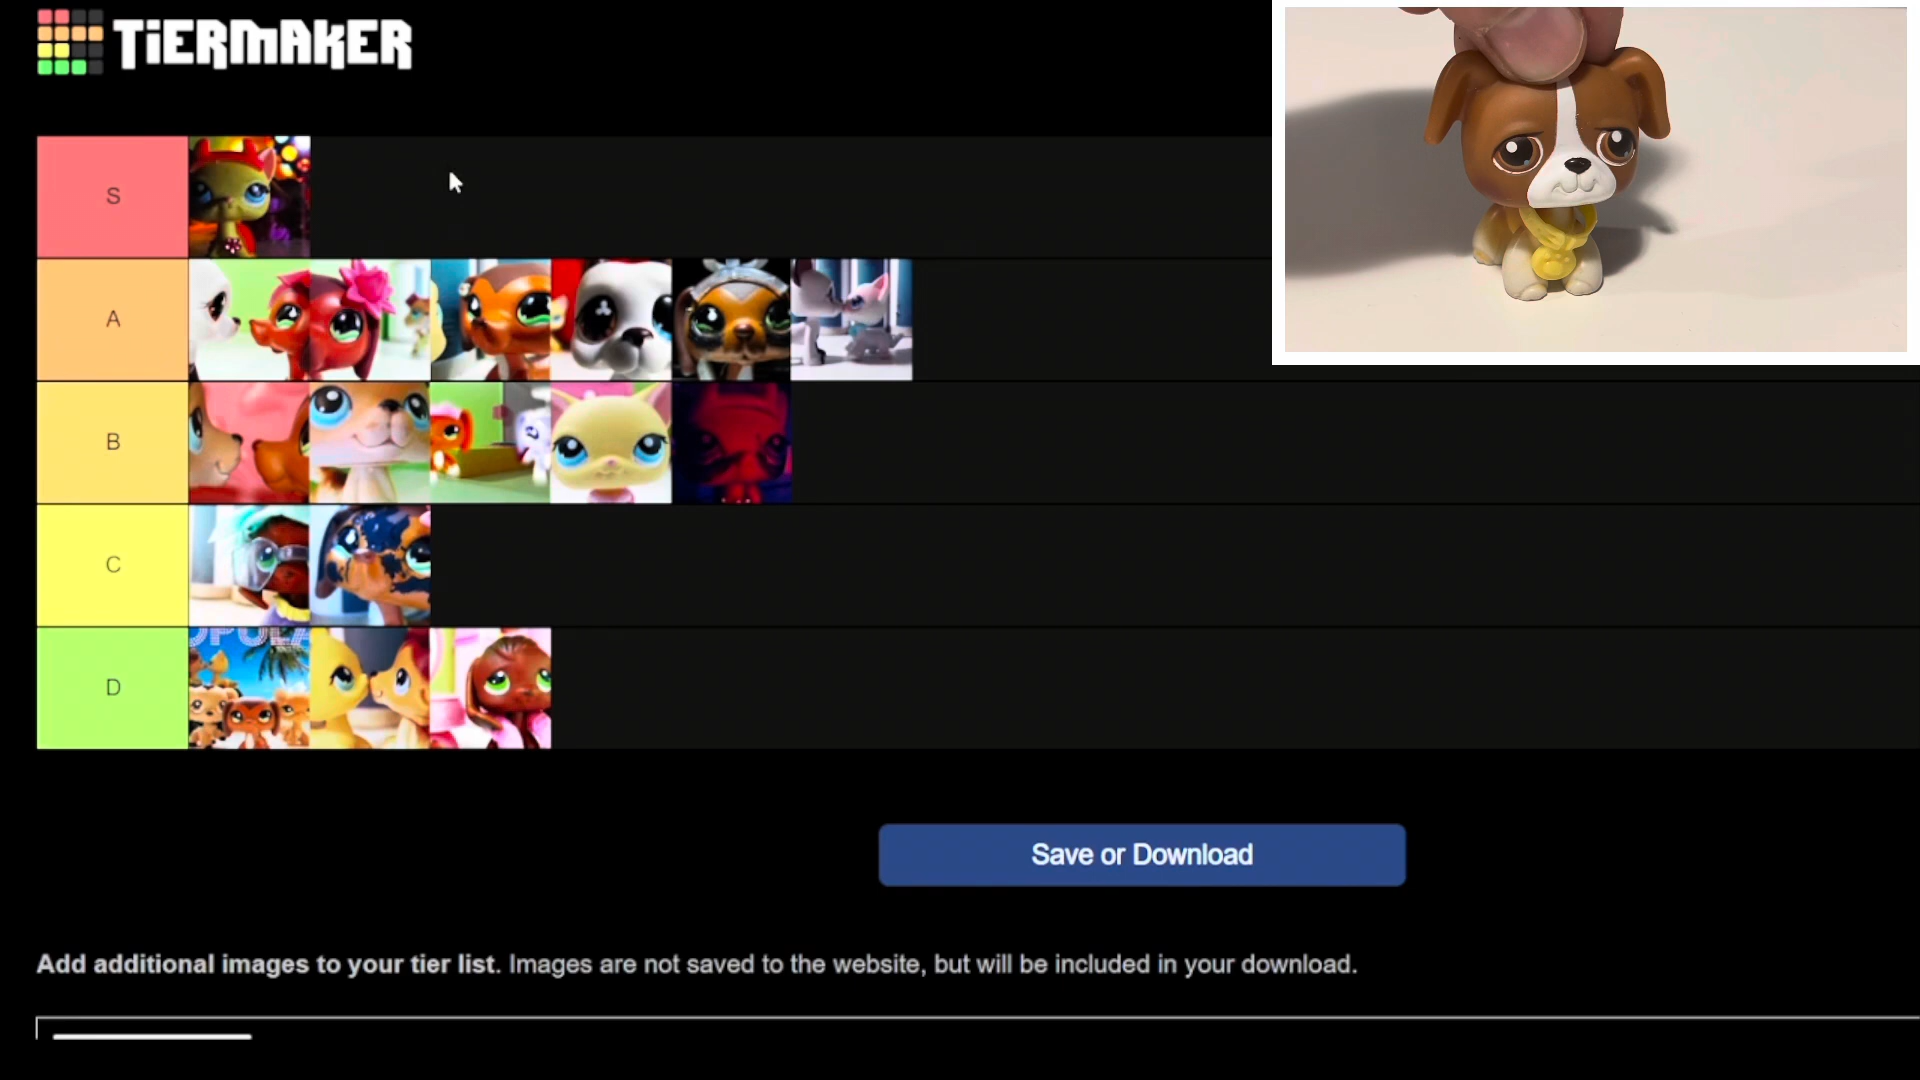 TiERMAKER
S
A
B
C
D
OPULA
Save or Download
Add additional images to your tier list. Images are not saved to the website, but will be included in your download.